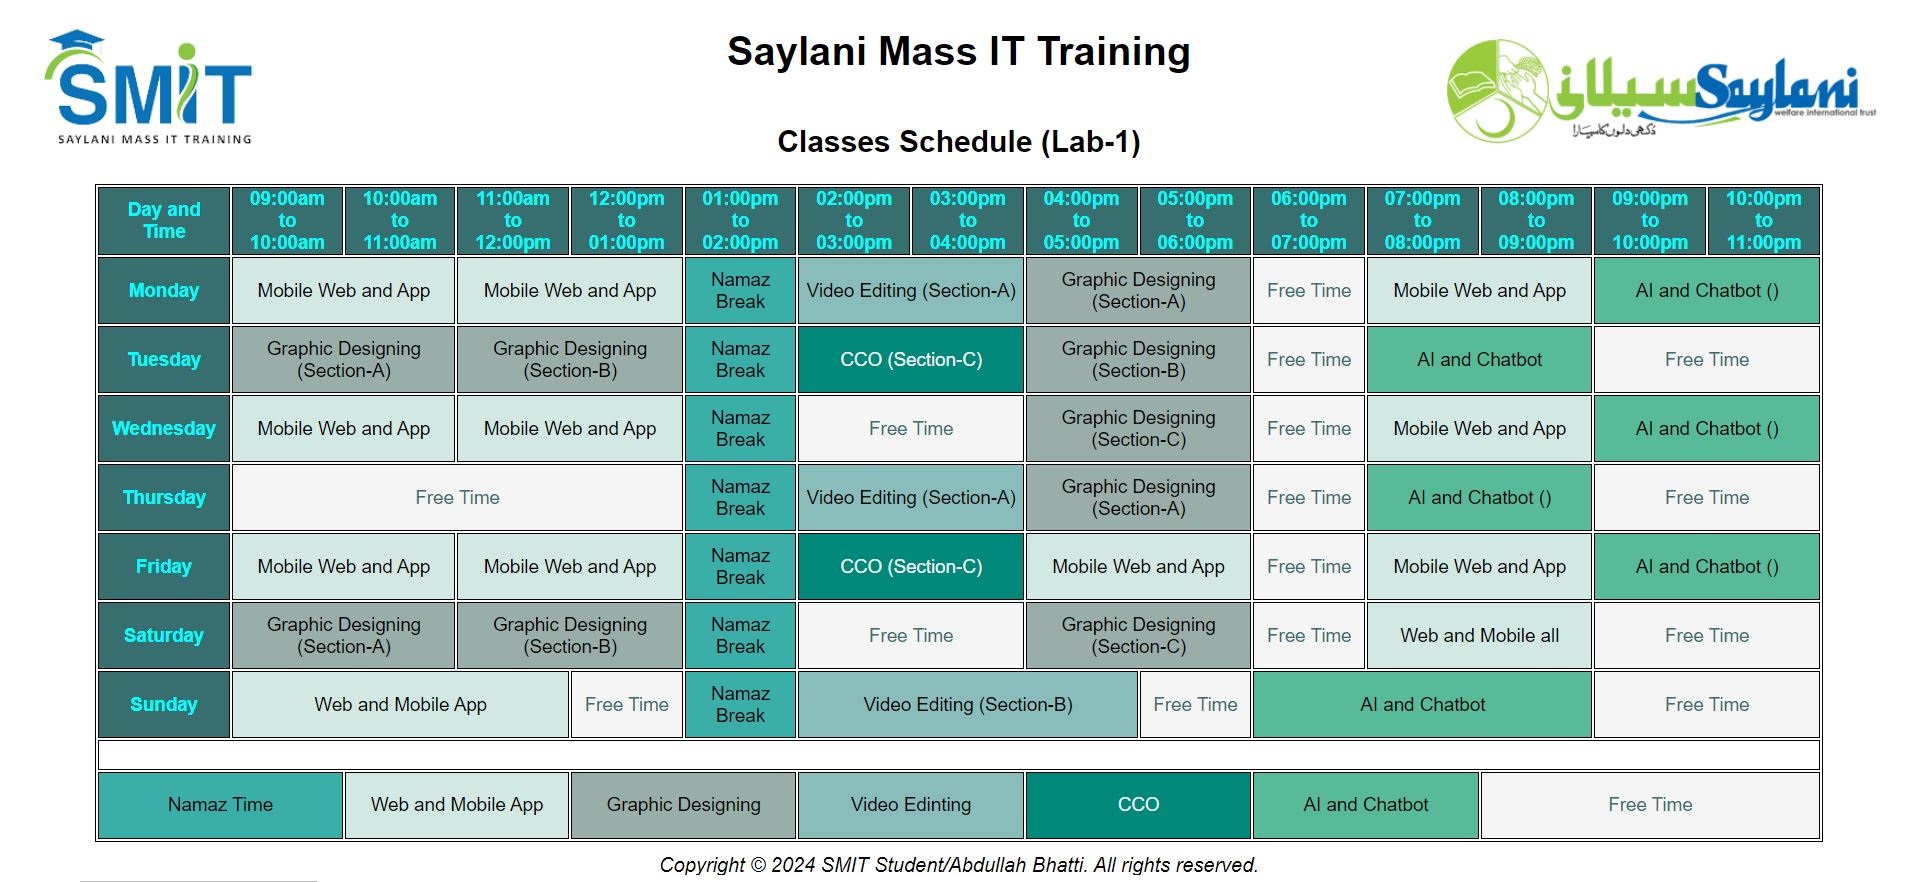 SMiT
SAYLANI MASS IT TRAINING
Saylani Mass IT Training
سیلانی Saylani
welfare international trust
دُکھی دلوں کا سہارا
Classes Schedule (Lab-1)
Day and
Time
09:00am
to
10:00am
10:00am
to
11:00am
11:00am
to
12:00pm
12:00pm
to
01:00pm
01:00pm
to
02:00pm
02:00pm
to
03:00pm
03:00pm
to
04:00pm
04:00pm
to
05:00pm
05:00pm
to
06:00pm
06:00pm
to
07:00pm
07:00pm
to
08:00pm
08:00pm
to
09:00pm
09:00pm
to
10:00pm
10:00pm
to
11:00pm
Monday
Mobile Web and App
Mobile Web and App
Namaz
Break
Video Editing (Section-A)
Graphic Designing
(Section-A)
Free Time
Mobile Web and App
AI and Chatbot ()
Tuesday
Graphic Designing
(Section-A)
Graphic Designing
(Section-B)
Namaz
Break
CCO (Section-C)
Graphic Designing
(Section-B)
Free Time
AI and Chatbot
Free Time
Wednesday
Mobile Web and App
Mobile Web and App
Namaz
Break
Free Time
Graphic Designing
(Section-C)
Free Time
Mobile Web and App
AI and Chatbot ()
Thursday
Free Time
Namaz
Break
Video Editing (Section-A)
Graphic Designing
(Section-A)
Free Time
AI and Chatbot ()
Free Time
Friday
Mobile Web and App
Mobile Web and App
Namaz
Break
CCO (Section-C)
Mobile Web and App
Free Time
Mobile Web and App
AI and Chatbot ()
Saturday
Graphic Designing
(Section-A)
Graphic Designing
(Section-B)
Namaz
Break
Free Time
Graphic Designing
(Section-C)
Free Time
Web and Mobile all
Free Time
Sunday
Web and Mobile App
Free Time
Namaz
Break
Video Editing (Section-B)
Free Time
AI and Chatbot
Free Time
Namaz Time
Web and Mobile App
Graphic Designing
Video Edinting
CCO
AI and Chatbot
Free Time
Copyright © 2024 SMIT Student/Abdullah Bhatti. All rights reserved.